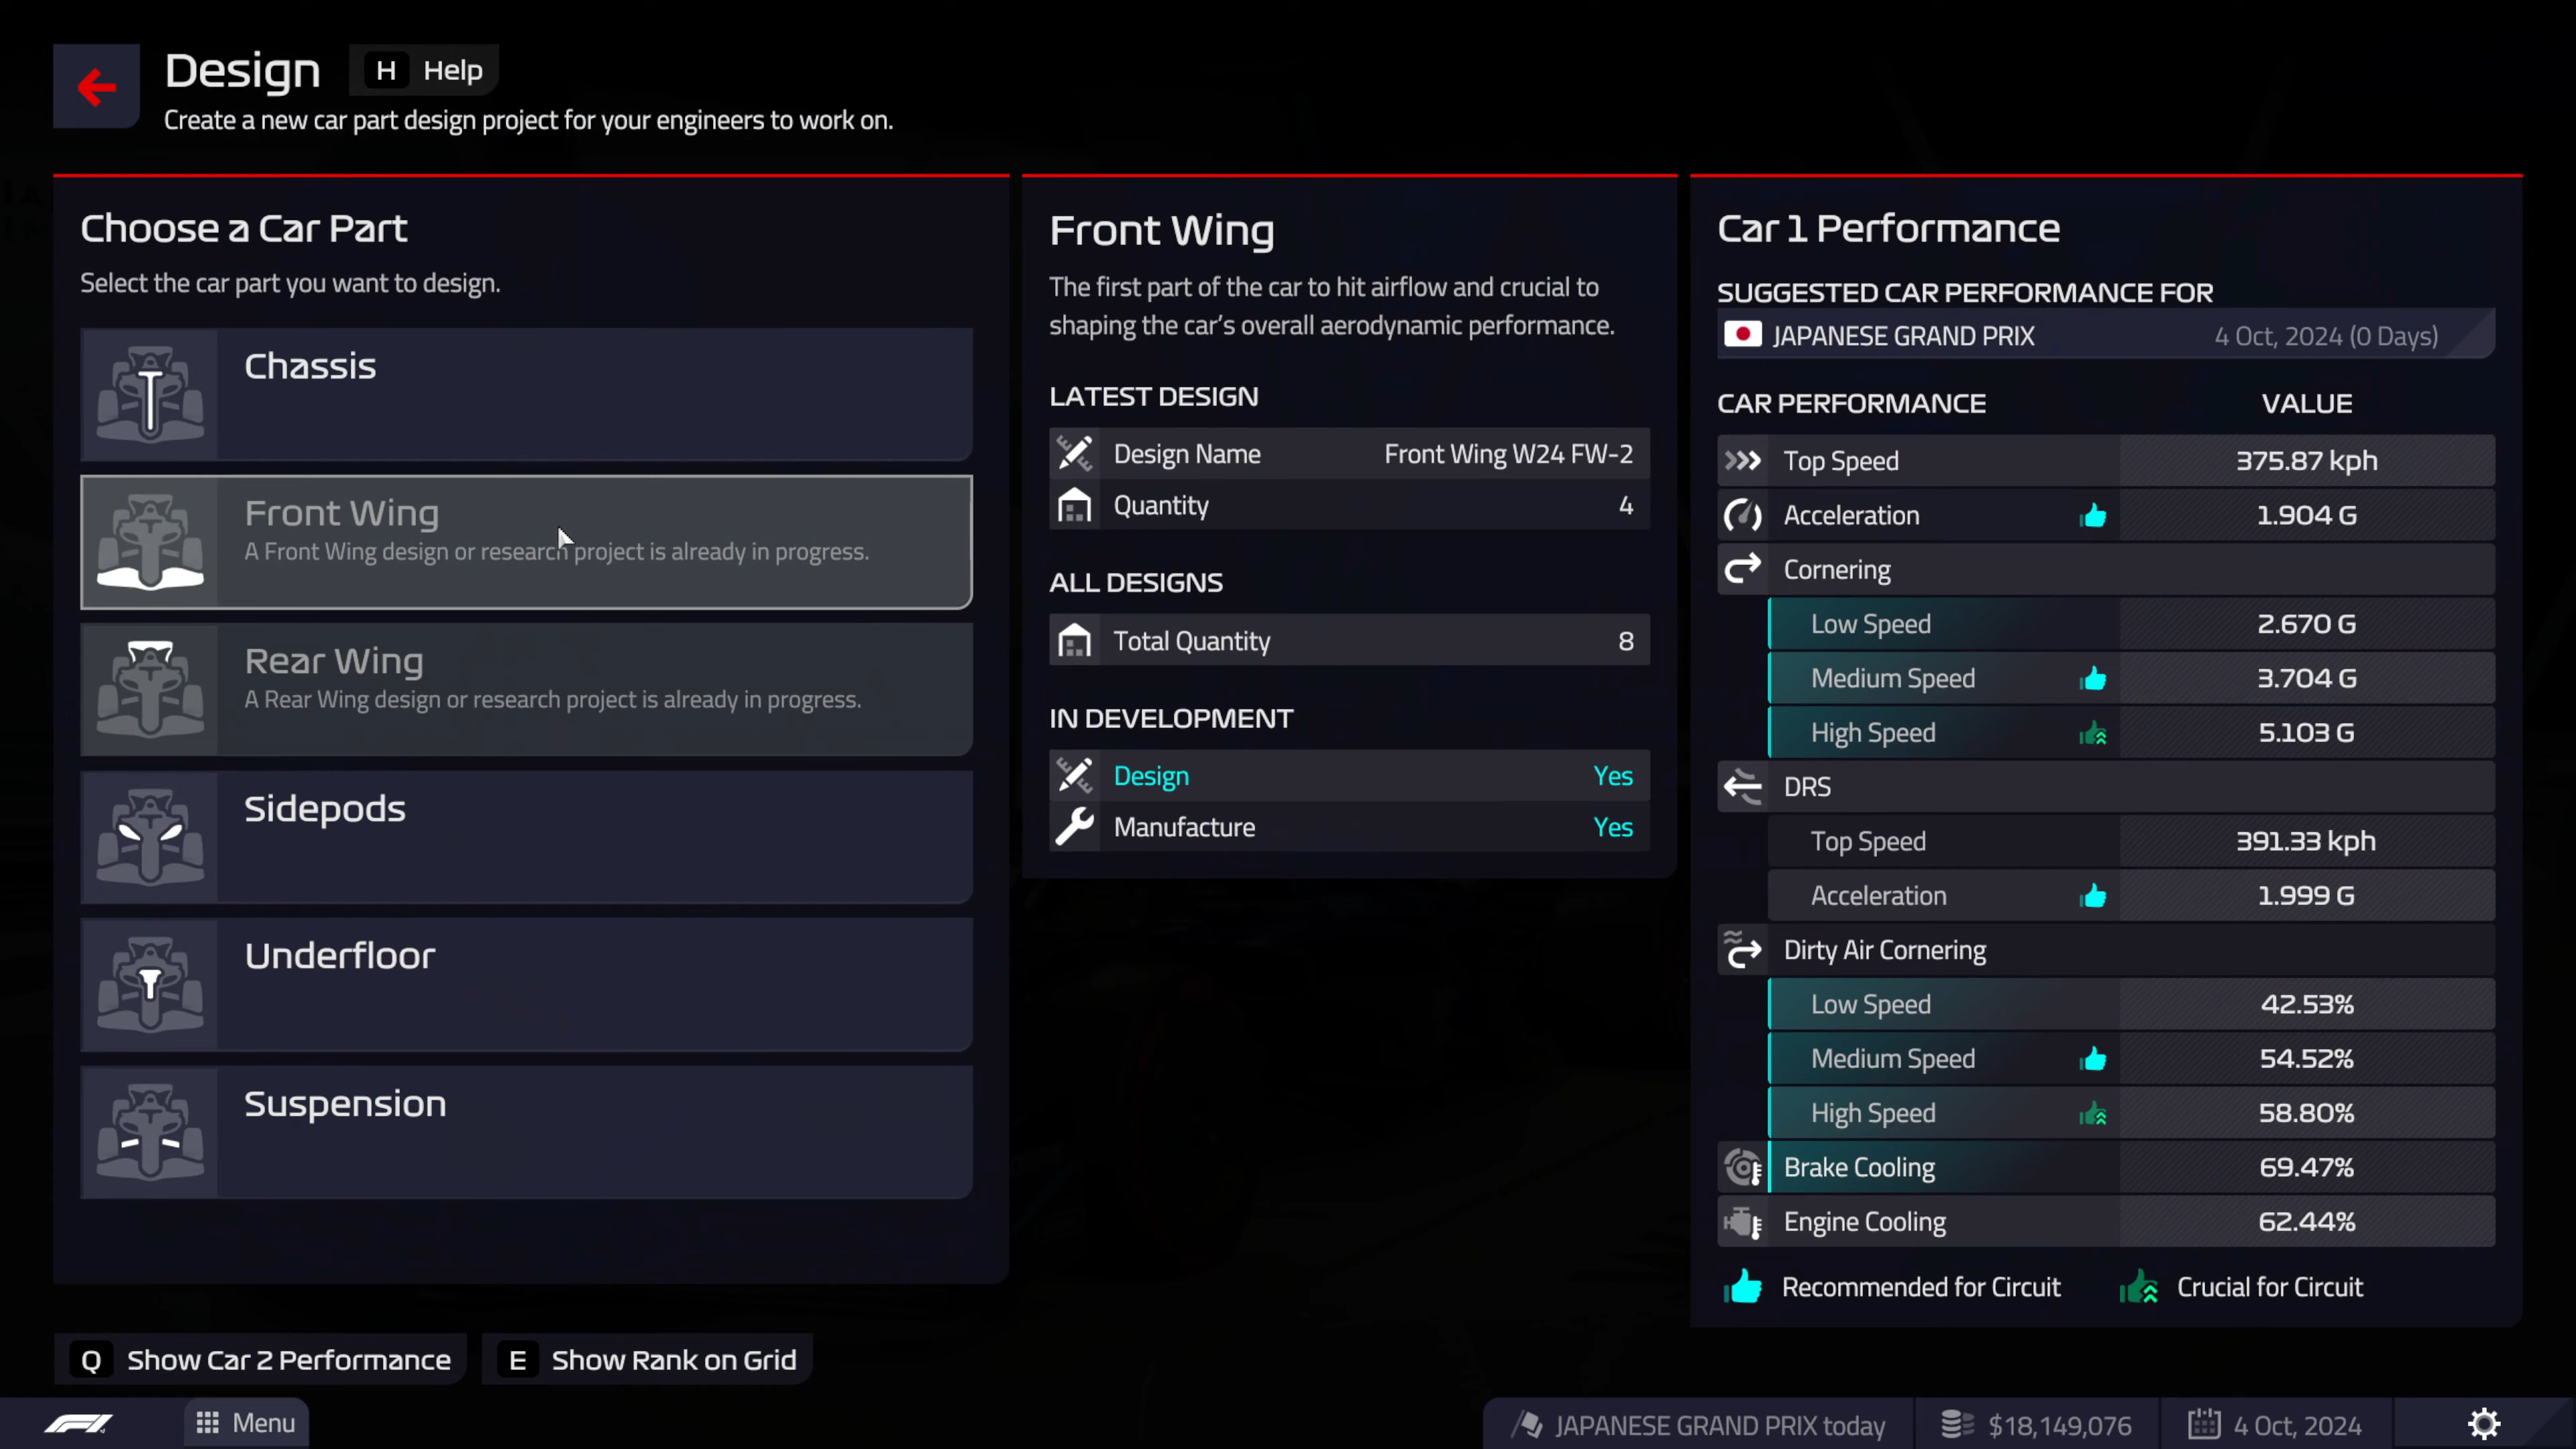 Design
H Help
Create a new car part design project for your engineers to work on.
Choose a Car Part
Select the car part you want to design.
Chassis
Front Wing
A Front Wing design or research project is already in progress.
Rear Wing
A Rear Wing design or research project is already in progress.
Sidepods
Underfloor
Suspension
Front Wing
The first part of the car to hit airflow and crucial to
shaping the car's overall aerodynamic performance.
LATEST DESIGN
Design Name Front Wing W24 FW-2
Quantity 4
ALL DESIGNS
Total Quantity 8
IN DEVELOPMENT
Design Yes
Manufacture Yes
Car 1 Performance
SUGGESTED CAR PERFORMANCE FOR
JAPANESE GRAND PRIX 4 Oct, 2024 (0 Days)
CAR PERFORMANCE VALUE
Top Speed 375.87 kph
Acceleration 1.904 G
Cornering
Low Speed 2.670 G
Medium Speed 3.704 G
High Speed 5.103 G
DRS
Top Speed 391.33 kph
Acceleration 1.999 G
Dirty Air Cornering
Low Speed 42.53%
Medium Speed 54.52%
High Speed 58.80%
Brake Cooling 69.47%
Engine Cooling 62.44%
Recommended for Circuit Crucial for Circuit
Q Show Car 2 Performance E Show Rank on Grid
F1 Menu JAPANESE GRAND PRIX today $18,149,076 4 Oct, 2024